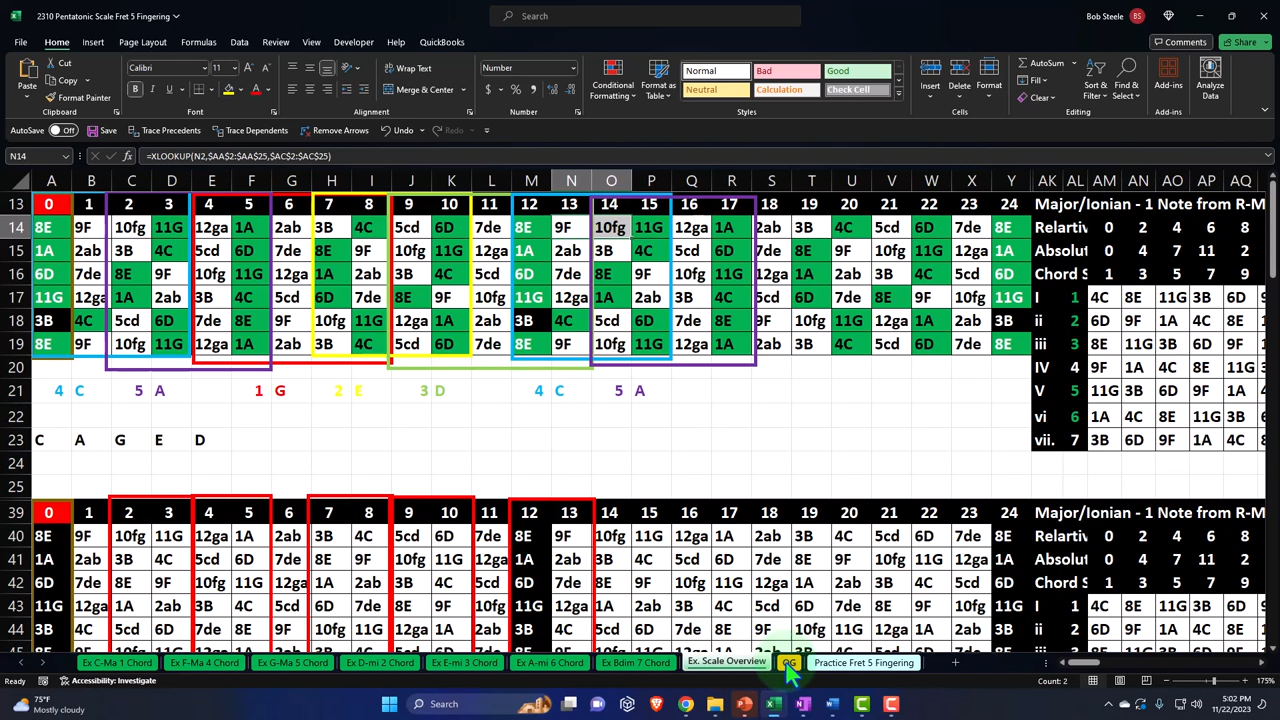 2310 Pentatonic Scale Fret 5 Fingering
Search
Bob Steele BS
File Home Insert Page Layout Formulas Data Review View Developer Automate Help QuickBooks
Comments Share
Cut
Copy
Paste
Format Painter
Calibri 11
Wrap Text
Merge & Center
Number
Conditional Formatting
Format as Table
Normal Bad Good
Neutral Calculation Check Cell
Insert Delete Format
AutoSum
Fill
Clear
Sort & Filter
Find & Select
Add-ins
Analyze Data
Clipboard Font Alignment Number Styles Cells Editing Add-ins
AutoSave Off Save Trace Precedents Trace Dependents Remove Arrows Undo Redo
N14 =XLOOKUP(N2,$AA$2:$AA$25,$AC$2:$AC$25)
A B C D E F G H I J K L M N O P Q R S T U V W X Y AK AL AM AN AO AP AQ
13 0 1 2 3 4 5 6 7 8 9 10 11 12 13 14 15 16 17 18 19 20 21 22 23 24 Major/Ionian - 1 Note from R-M
14 8E 9F 10fg 11G 12ga 1A 2ab 3B 4C 5cd 6D 7de 8E 9F 10fg 11G 12ga 1A 2ab 3B 4C 5cd 6D 7de 8E Relativ 0 2 4 6 8
15 1A 2ab 3B 4C 5cd 6D 7de 8E 9F 10fg 11G 12ga 1A 2ab 3B 4C 5cd 6D 7de 8E 9F 10fg 11G 12ga 1A Absolut 0 4 7 11 2
16 6D 7de 8E 9F 10fg 11G 12ga 1A 2ab 3B 4C 5cd 6D 7de 8E 9F 10fg 11G 12ga 1A 2ab 3B 4C 5cd 6D Chord S 1 3 5 7 9
17 11G 12ga 1A 2ab 3B 4C 5cd 6D 7de 8E 9F 10fg 11G 12ga 1A 2ab 3B 4C 5cd 6D 7de 8E 9F 10fg 11G I 1 4C 8E 11G 3B 6D
18 3B 4C 5cd 6D 7de 8E 9F 10fg 11G 12ga 1A 2ab 3B 4C 5cd 6D 7de 8E 9F 10fg 11G 12ga 1A 2ab 3B ii 2 6D 9F 1A 4C 8E
19 8E 9F 10fg 11G 12ga 1A 2ab 3B 4C 5cd 6D 7de 8E 9F 10fg 11G 12ga 1A 2ab 3B 4C 5cd 6D 7de 8E iii 3 8E 11G 3B 6D 9F
20 IV 4 9F 1A 4C 8E 11G
21 4 C 5 A 1 G 2 E 3 D 4 C 5 A V 5 11G 3B 6D 9F 1A
22 vi 6 1A 4C 8E 11G 3B
23 C A G E D vii. 7 3B 6D 9F 1A 4C
24
25
39 0 1 2 3 4 5 6 7 8 9 10 11 12 13 14 15 16 17 18 19 20 21 22 23 24 Major/Ionian - 1 Note from R-M
40 8E 9F 10fg 11G 12ga 1A 2ab 3B 4C 5cd 6D 7de 8E 9F 10fg 11G 12ga 1A 2ab 3B 4C 5cd 6D 7de 8E Relativ 0 2 4 6 8
41 1A 2ab 3B 4C 5cd 6D 7de 8E 9F 10fg 11G 12ga 1A 2ab 3B 4C 5cd 6D 7de 8E 9F 10fg 11G 12ga 1A Absolut 0 4 7 11 2
42 6D 7de 8E 9F 10fg 11G 12ga 1A 2ab 3B 4C 5cd 6D 7de 8E 9F 10fg 11G 12ga 1A 2ab 3B 4C 5cd 6D Chord S 1 3 5 7 9
43 11G 12ga 1A 2ab 3B 4C 5cd 6D 7de 8E 9F 10fg 11G 12ga 1A 2ab 3B 4C 5cd 6D 7de 8E 9F 10fg 11G I 1 4C 8E 11G 3B 6D
44 3B 4C 5cd 6D 7de 8E 9F 10fg 11G 12ga 1A 2ab 3B 4C 5cd 6D 7de 8E 9F 10fg 11G 12ga 1A 2ab 3B ii 2 6D 9F 1A 4C 8E
Ex C-Ma 1 Chord Ex F-Ma 4 Chord Ex G-Ma 5 Chord Ex D-mi 2 Chord Ex E-mi 3 Chord Ex A-mi 6 Chord Ex Bdim 7 Chord Ex. Scale Overview OG Practice Fret 5 Fingering
Ready Accessibility: Investigate Count: 2 175%
75°F
Mostly cloudy
Search
5:02 PM
11/22/2023